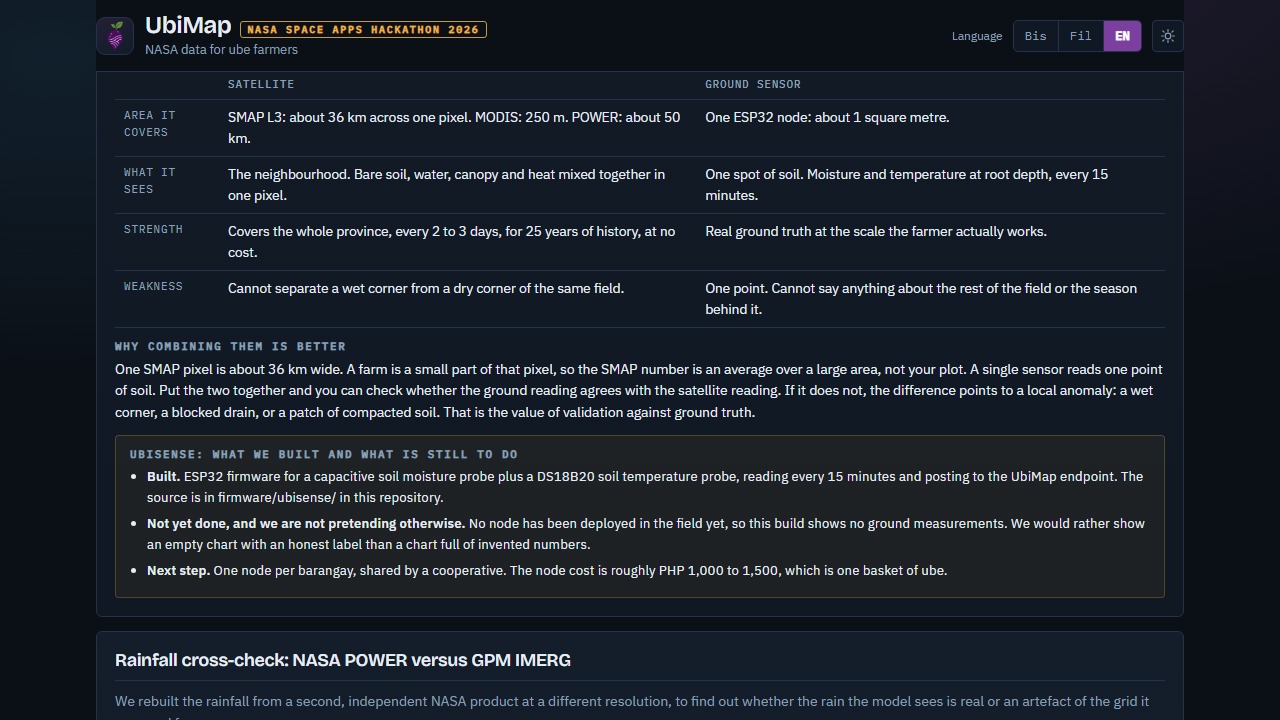 UbiMap NASA SPACE APPS HACKATHON 2026
NASA data for ube farmers
Language Bis Fil EN
SATELLITE GROUND SENSOR
AREA IT COVERS
SMAP L3: about 36 km across one pixel. MODIS: 250 m. POWER: about 50
km.
One ESP32 node: about 1 square metre.
WHAT IT SEES
The neighbourhood. Bare soil, water, canopy and heat mixed together in
one pixel.
One spot of soil. Moisture and temperature at root depth, every 15
minutes.
STRENGTH
Covers the whole province, every 2 to 3 days, for 25 years of history, at no
cost.
Real ground truth at the scale the farmer actually works.
WEAKNESS
Cannot separate a wet corner from a dry corner of the same field.
One point. Cannot say anything about the rest of the field or the season
behind it.
WHY COMBINING THEM IS BETTER
One SMAP pixel is about 36 km wide. A farm is a small part of that pixel, so the SMAP number is an average over a large area, not your plot. A single sensor reads one point
of soil. Put the two together and you can check whether the ground reading agrees with the satellite reading. If it does not, the difference points to a local anomaly: a wet
corner, a blocked drain, or a patch of compacted soil. That is the value of validation against ground truth.
UBISENSE: WHAT WE BUILT AND WHAT IS STILL TO DO
• Built. ESP32 firmware for a capacitive soil moisture probe plus a DS18B20 soil temperature probe, reading every 15 minutes and posting to the UbiMap endpoint. The
source is in firmware/ubisense/ in this repository.
• Not yet done, and we are not pretending otherwise. No node has been deployed in the field yet, so this build shows no ground measurements. We would rather show
an empty chart with an honest label than a chart full of invented numbers.
• Next step. One node per barangay, shared by a cooperative. The node cost is roughly PHP 1,000 to 1,500, which is one basket of ube.
Rainfall cross-check: NASA POWER versus GPM IMERG
We rebuilt the rainfall from a second, independent NASA product at a different resolution, to find out whether the rain the model sees is real or an artefact of the grid it